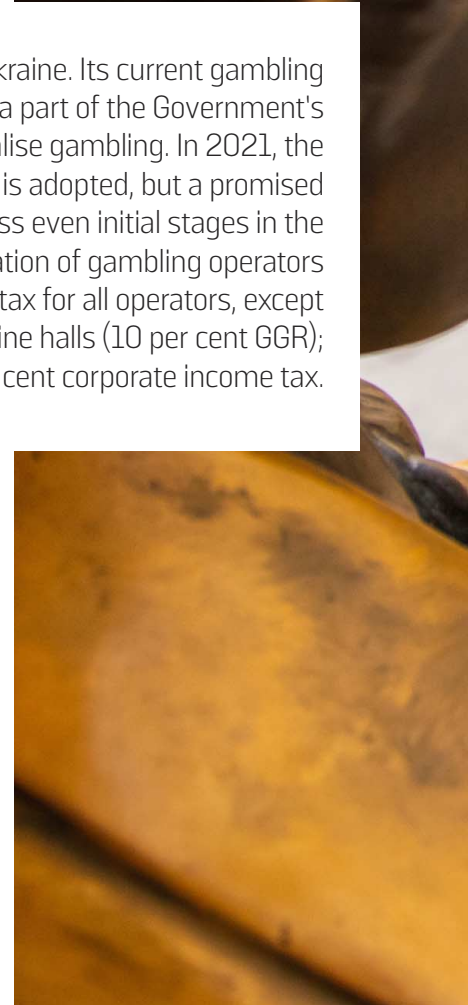 kraine. Its current gambling
a part of the Government's
lise gambling. In 2021, the
is adopted, but a promised
ss even initial stages in the
ation of gambling operators
tax for all operators, except
ine halls (10 per cent GGR);
cent corporate income tax.